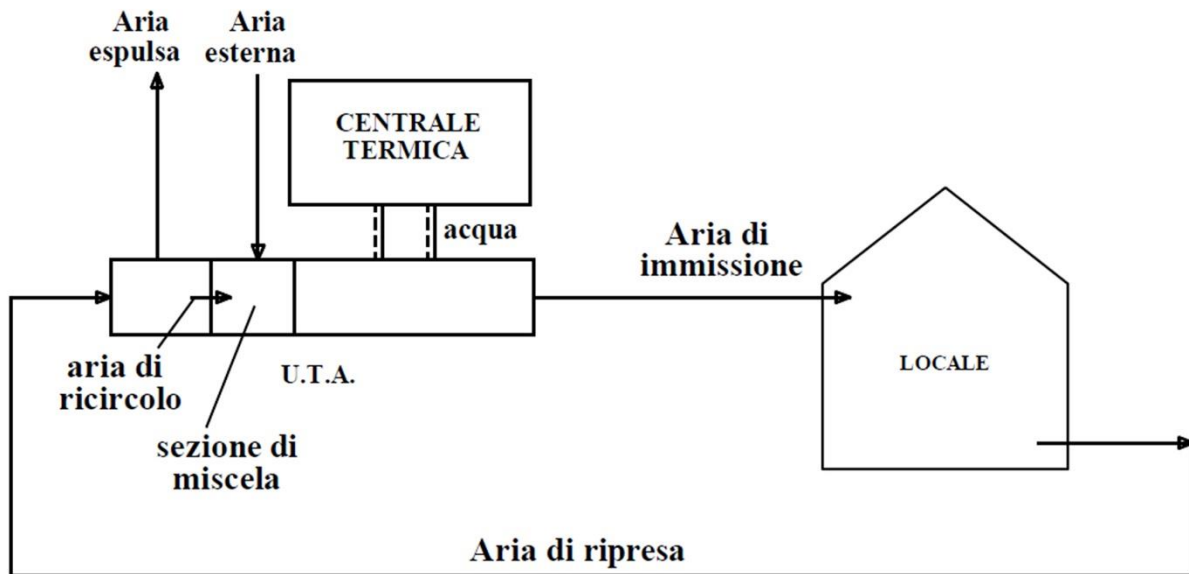 Aria
espulsa
Aria
esterna
CENTRALE
TERMICA
acqua
Aria di
immissione
aria di
ricircolo
U.T.A.
LOCALE
sezione di
miscela
Aria di ripresa